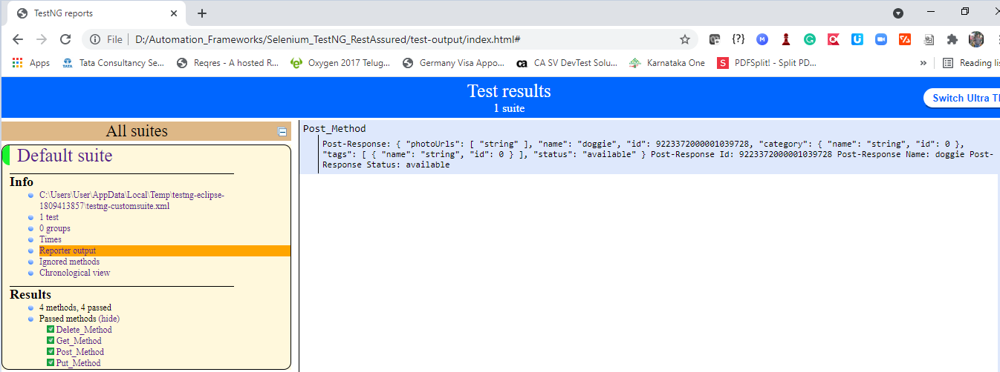 TestNG reports
File D:/Automation_Frameworks/Selenium_TestNG_RestAssured/test-output/index.html#
Apps TATA Tata Consultancy Se... Reqres - A hosted R... Oxygen 2017 Telug... Germany Visa Appo... ca CA SV DevTest Solu... Karnataka One S PDFSplit! - Split PD... » Reading lis
Test results
1 suite
Switch Ultra Th
All suites
Default suite
Info
C:\Users\User\AppData\Local\Temp\testng-eclipse-
1809413857\testng-customsuite.xml
1 test
0 groups
Times
Reporter output
Ignored methods
Chronological view
Results
4 methods, 4 passed
Passed methods (hide)
Delete_Method
Get_Method
Post_Method
Put_Method
Post_Method
Post-Response: { "photoUrls": [ "string" ], "name": "doggie", "id": 9223372000001039728, "category": { "name": "string", "id": 0 },
"tags": [ { "name": "string", "id": 0 } ], "status": "available" } Post-Response Id: 9223372000001039728 Post-Response Name: doggie Post-
Response Status: available